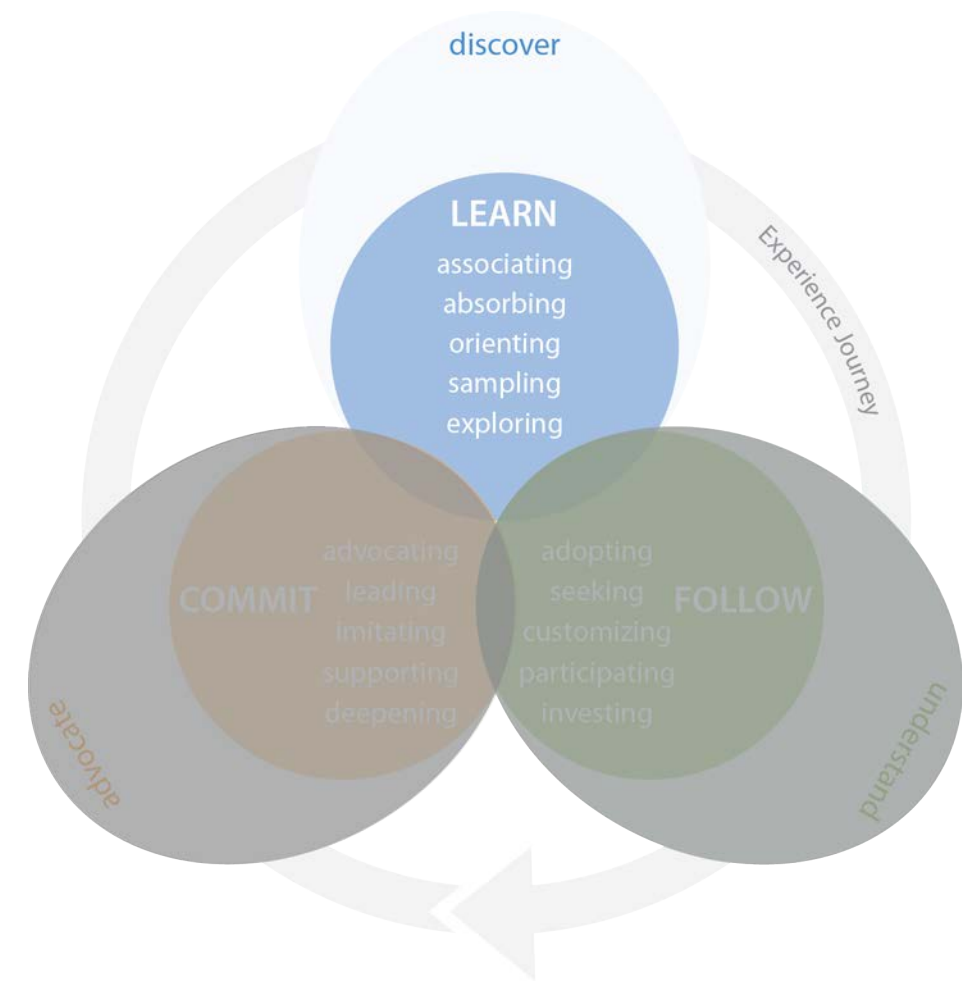 discover
LEARN
associating
absorbing
orienting
sampling
exploring
Experience Journey
COMMIT
advocating
leading
imitating
supporting
deepening
advocate
adopting
seeking
customizing
participating
investing
FOLLOW
understand